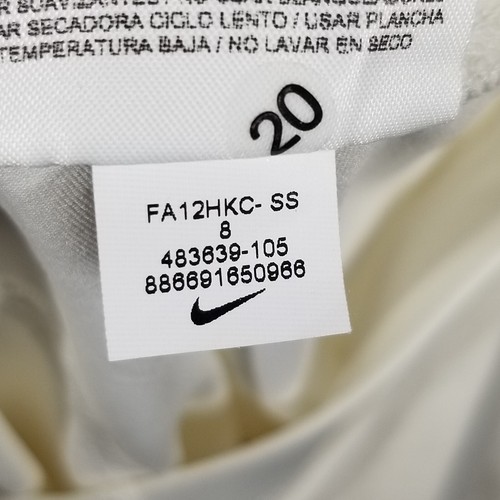 AR SECADORA CICLO LENTO / USAR PLANCHA
TEMPERATURA BAJA / NO LAVAR EN SECO
20
FA12HKC- SS
8
483639-105
886691650966